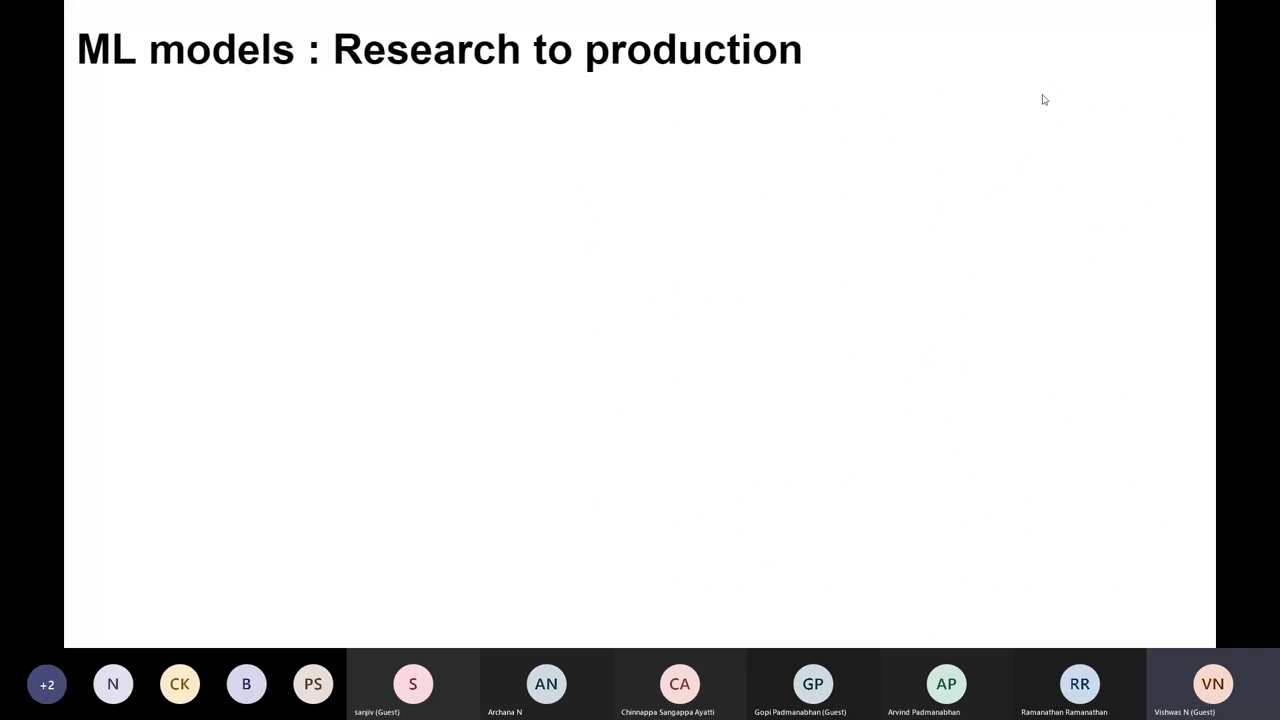 ML models : Research to production
+2
N
CK
B
PS
S
AN
CA
GP
AP
RR
VN
sanjiv (Guest)
Archana N
Chinnappa Sangappa Ayatti
Gopi Padmanabhan (Guest)
Arvind Padmanabhan
Ramanathan Ramanathan
Vishwas N (Guest)